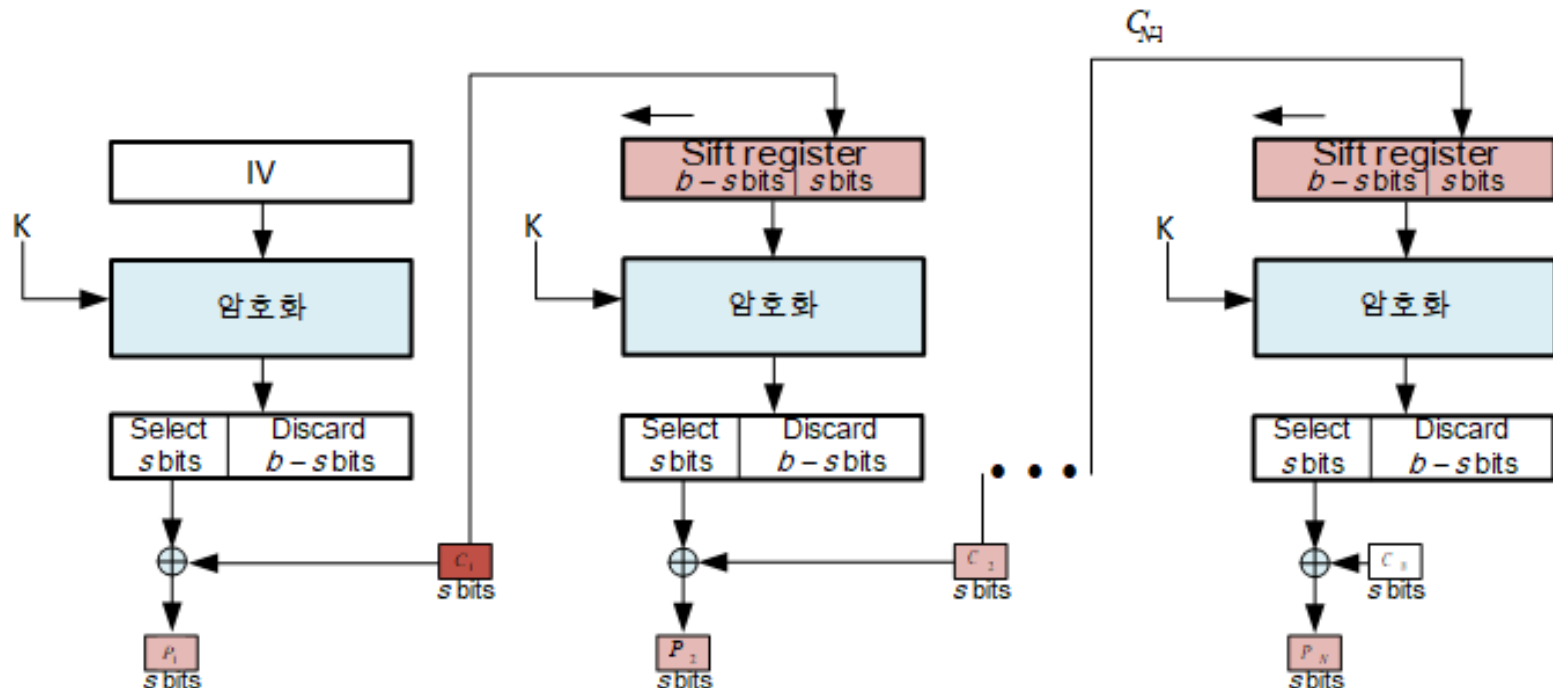 C_{N-1}
IV
Sift register
b – s bits | s bits
Sift register
b – s bits | s bits
K
K
K
암호화
암호화
암호화
Select
s bits
Discard
b – s bits
Select
s bits
Discard
b – s bits
• • •
Select
s bits
Discard
b – s bits
C_1
s bits
C_2
s bits
s bits
P_1
s bits
P_2
s bits
P_N
s bits